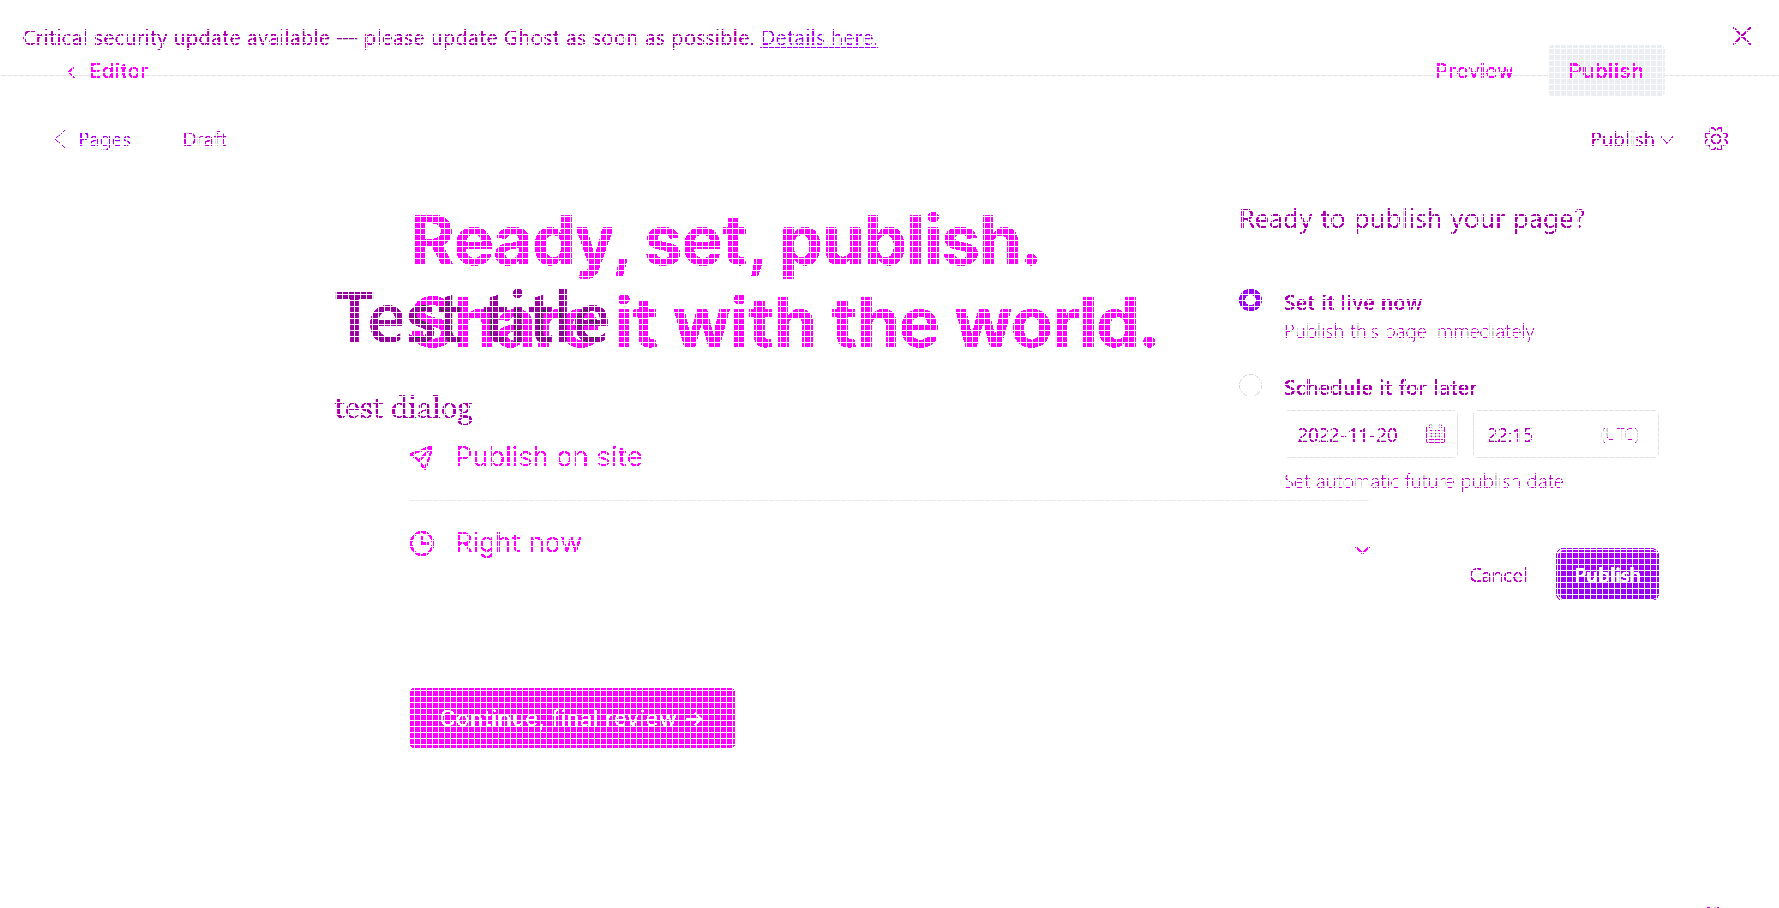 Critical security update available — please update Ghost as soon as possible. Details here.
Editor
Preview
Publish
Pages
Draft
Publish
Ready, set, publish.
Share it with the world.
Test title
test dialog
Publish on site
Right now
Continue, final review →
Ready to publish your page?
Set it live now
Publish this page immediately
Schedule it for later
2022-11-20
22:15
(UTC)
Set automatic future publish date
Cancel
Publish